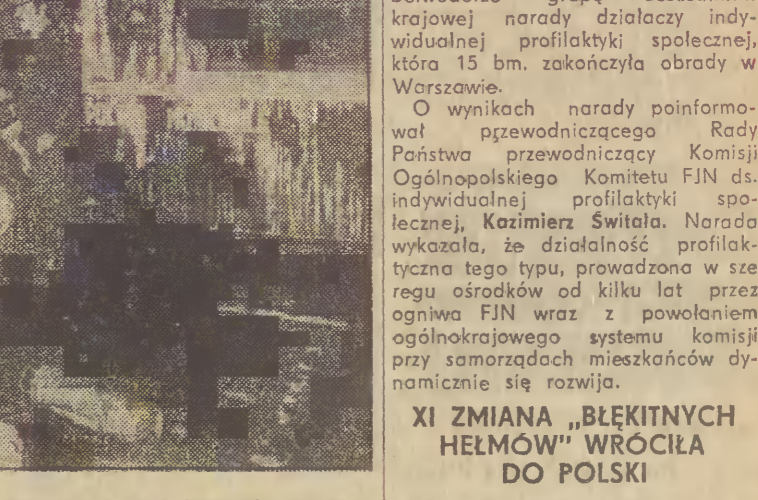 krajowej narady działaczy indy-
widualnej profilaktyki społecznej,
która 15 bm. zakończyła obrady w
Warszawie.
O wynikach narady poinformo-
wał przewodniczącego Rady
Państwa przewodniczący Komisji
Ogólnopolskiego Komitetu FJN ds.
indywidualnej profilaktyki spo-
łecznej, Kazimierz Świtała. Narada
wykazała, że działalność profilak-
tyczna tego typu, prowadzona w sze
regu ośrodków od kilku lat przez
ogniwa FJN wraz z powołaniem
ogólnokrajowego systemu komisji
przy samorządach mieszkańców dy-
namicznie się rozwija.
XI ZMIANA „BŁĘKITNYCH
HEŁMÓW" WRÓCIŁA
DO POLSKI